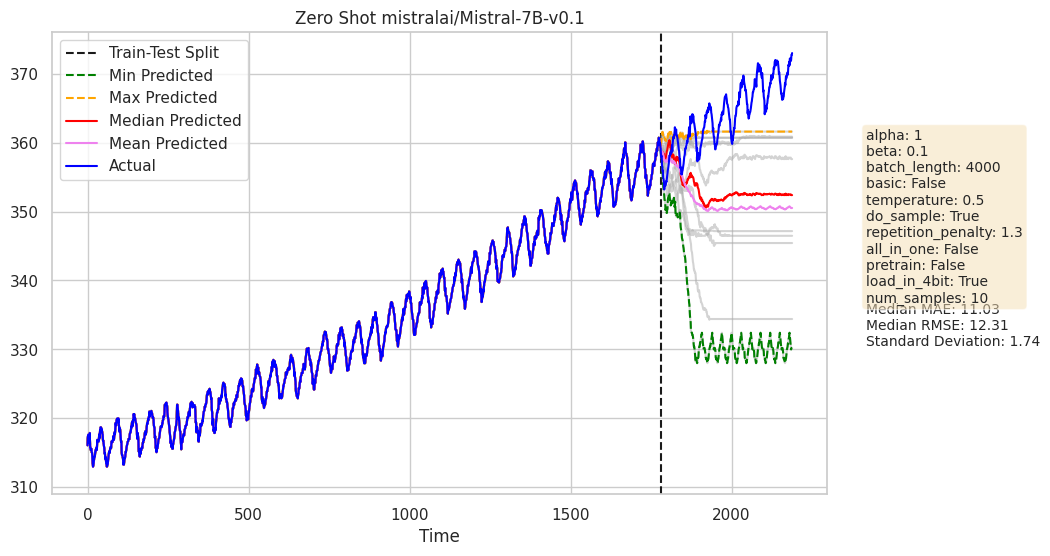 Zero Shot mistralai/Mistral-7B-v0.1
Train-Test Split
Min Predicted
Max Predicted
Median Predicted
Mean Predicted
Actual
370
360
350
340
330
320
310
0
500
1000
1500
2000
Time
alpha: 1
beta: 0.1
batch_length: 4000
basic: False
temperature: 0.5
do_sample: True
repetition_penalty: 1.3
all_in_one: False
pretrain: False
load_in_4bit: True
num_samples: 10
Median MAE: 11.03
Median RMSE: 12.31
Standard Deviation: 1.74